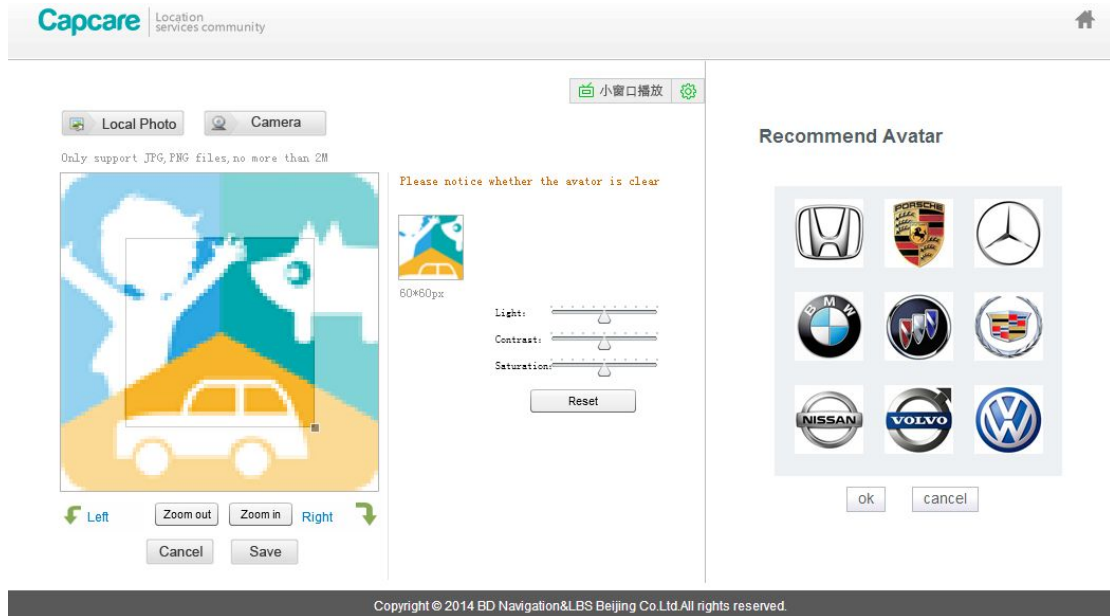 Capcare
Location
services community
小窗口播放
Local Photo
Camera
Only support JPG,PNG files,no more than 2M
Please notice whether the avator is clear
60*60px
Light:
Contrast:
Saturation:
Reset
Left
Zoom out
Zoom in
Right
Cancel
Save
Recommend Avatar
PORSCHE
BMW
NISSAN
VOLVO
ok
cancel
Copyright © 2014 BD Navigation&LBS Beijing Co.Ltd.All rights reserved.